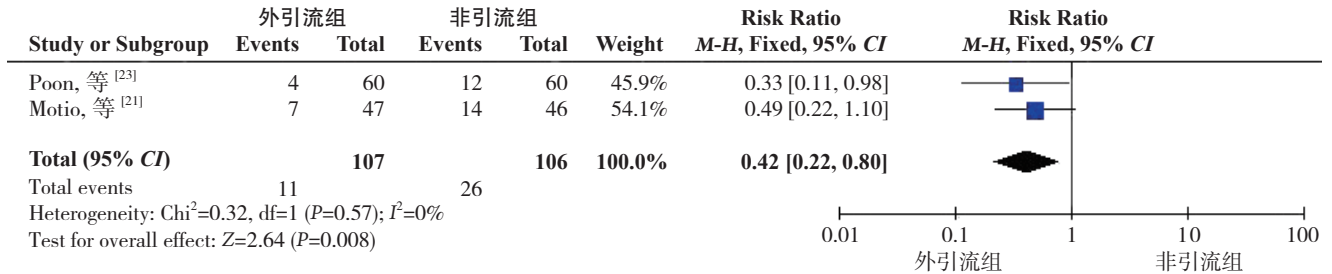 外引流组 非引流组 Risk Ratio Risk Ratio
Study or Subgroup Events Total Events Total Weight M-H, Fixed, 95% CI M-H, Fixed, 95% CI
Poon, 等 [23] 4 60 12 60 45.9% 0.33 [0.11, 0.98]
Motio, 等 [21] 7 47 14 46 54.1% 0.49 [0.22, 1.10]
Total (95% CI) 107 106 100.0% 0.42 [0.22, 0.80]
Total events 11 26
Heterogeneity: Chi²=0.32, df=1 (P=0.57); I²=0%
Test for overall effect: Z=2.64 (P=0.008)
0.01 0.1 1 10 100
外引流组 非引流组